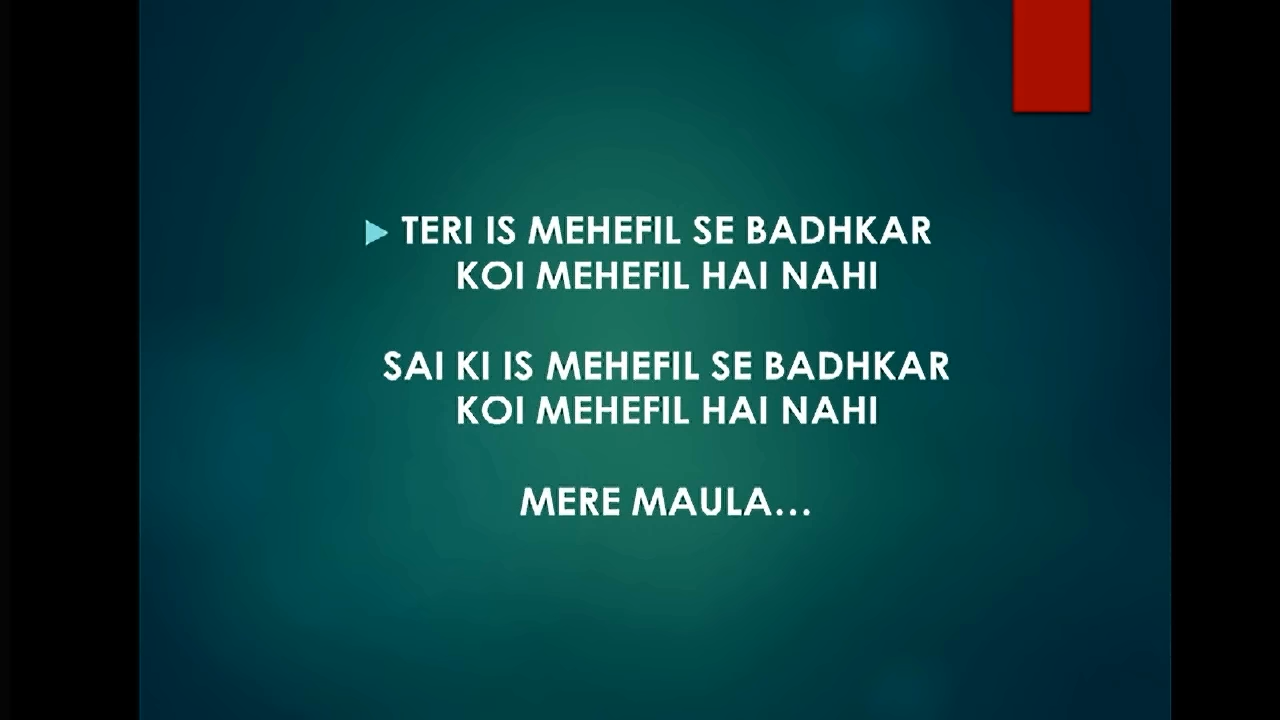 TERI IS MEHEFIL SE BADHKAR
KOI MEHEFIL HAI NAHI
SAI KI IS MEHEFIL SE BADHKAR
KOI MEHEFIL HAI NAHI
MERE MAULA...